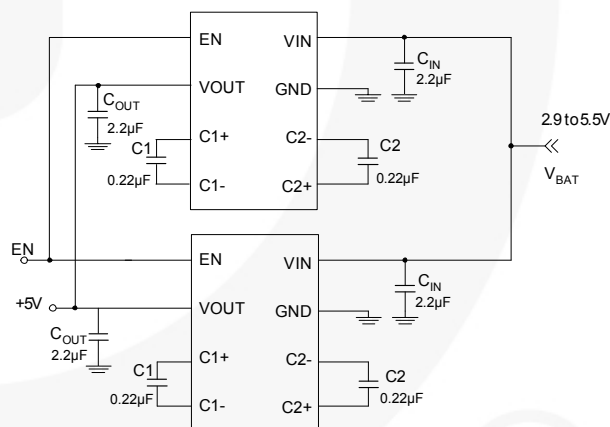 EN
VIN
C_IN
2.2µF
VOUT
GND
C_OUT
2.2µF
C1+
C2-
C1
C2
0.22µF
0.22µF
C1-
C2+
2.9 to 5.5V
V_BAT
EN
EN
VIN
C_IN
2.2µF
+5V
VOUT
GND
C_OUT
2.2µF
C1+
C2-
C1
C2
0.22µF
0.22µF
C1-
C2+